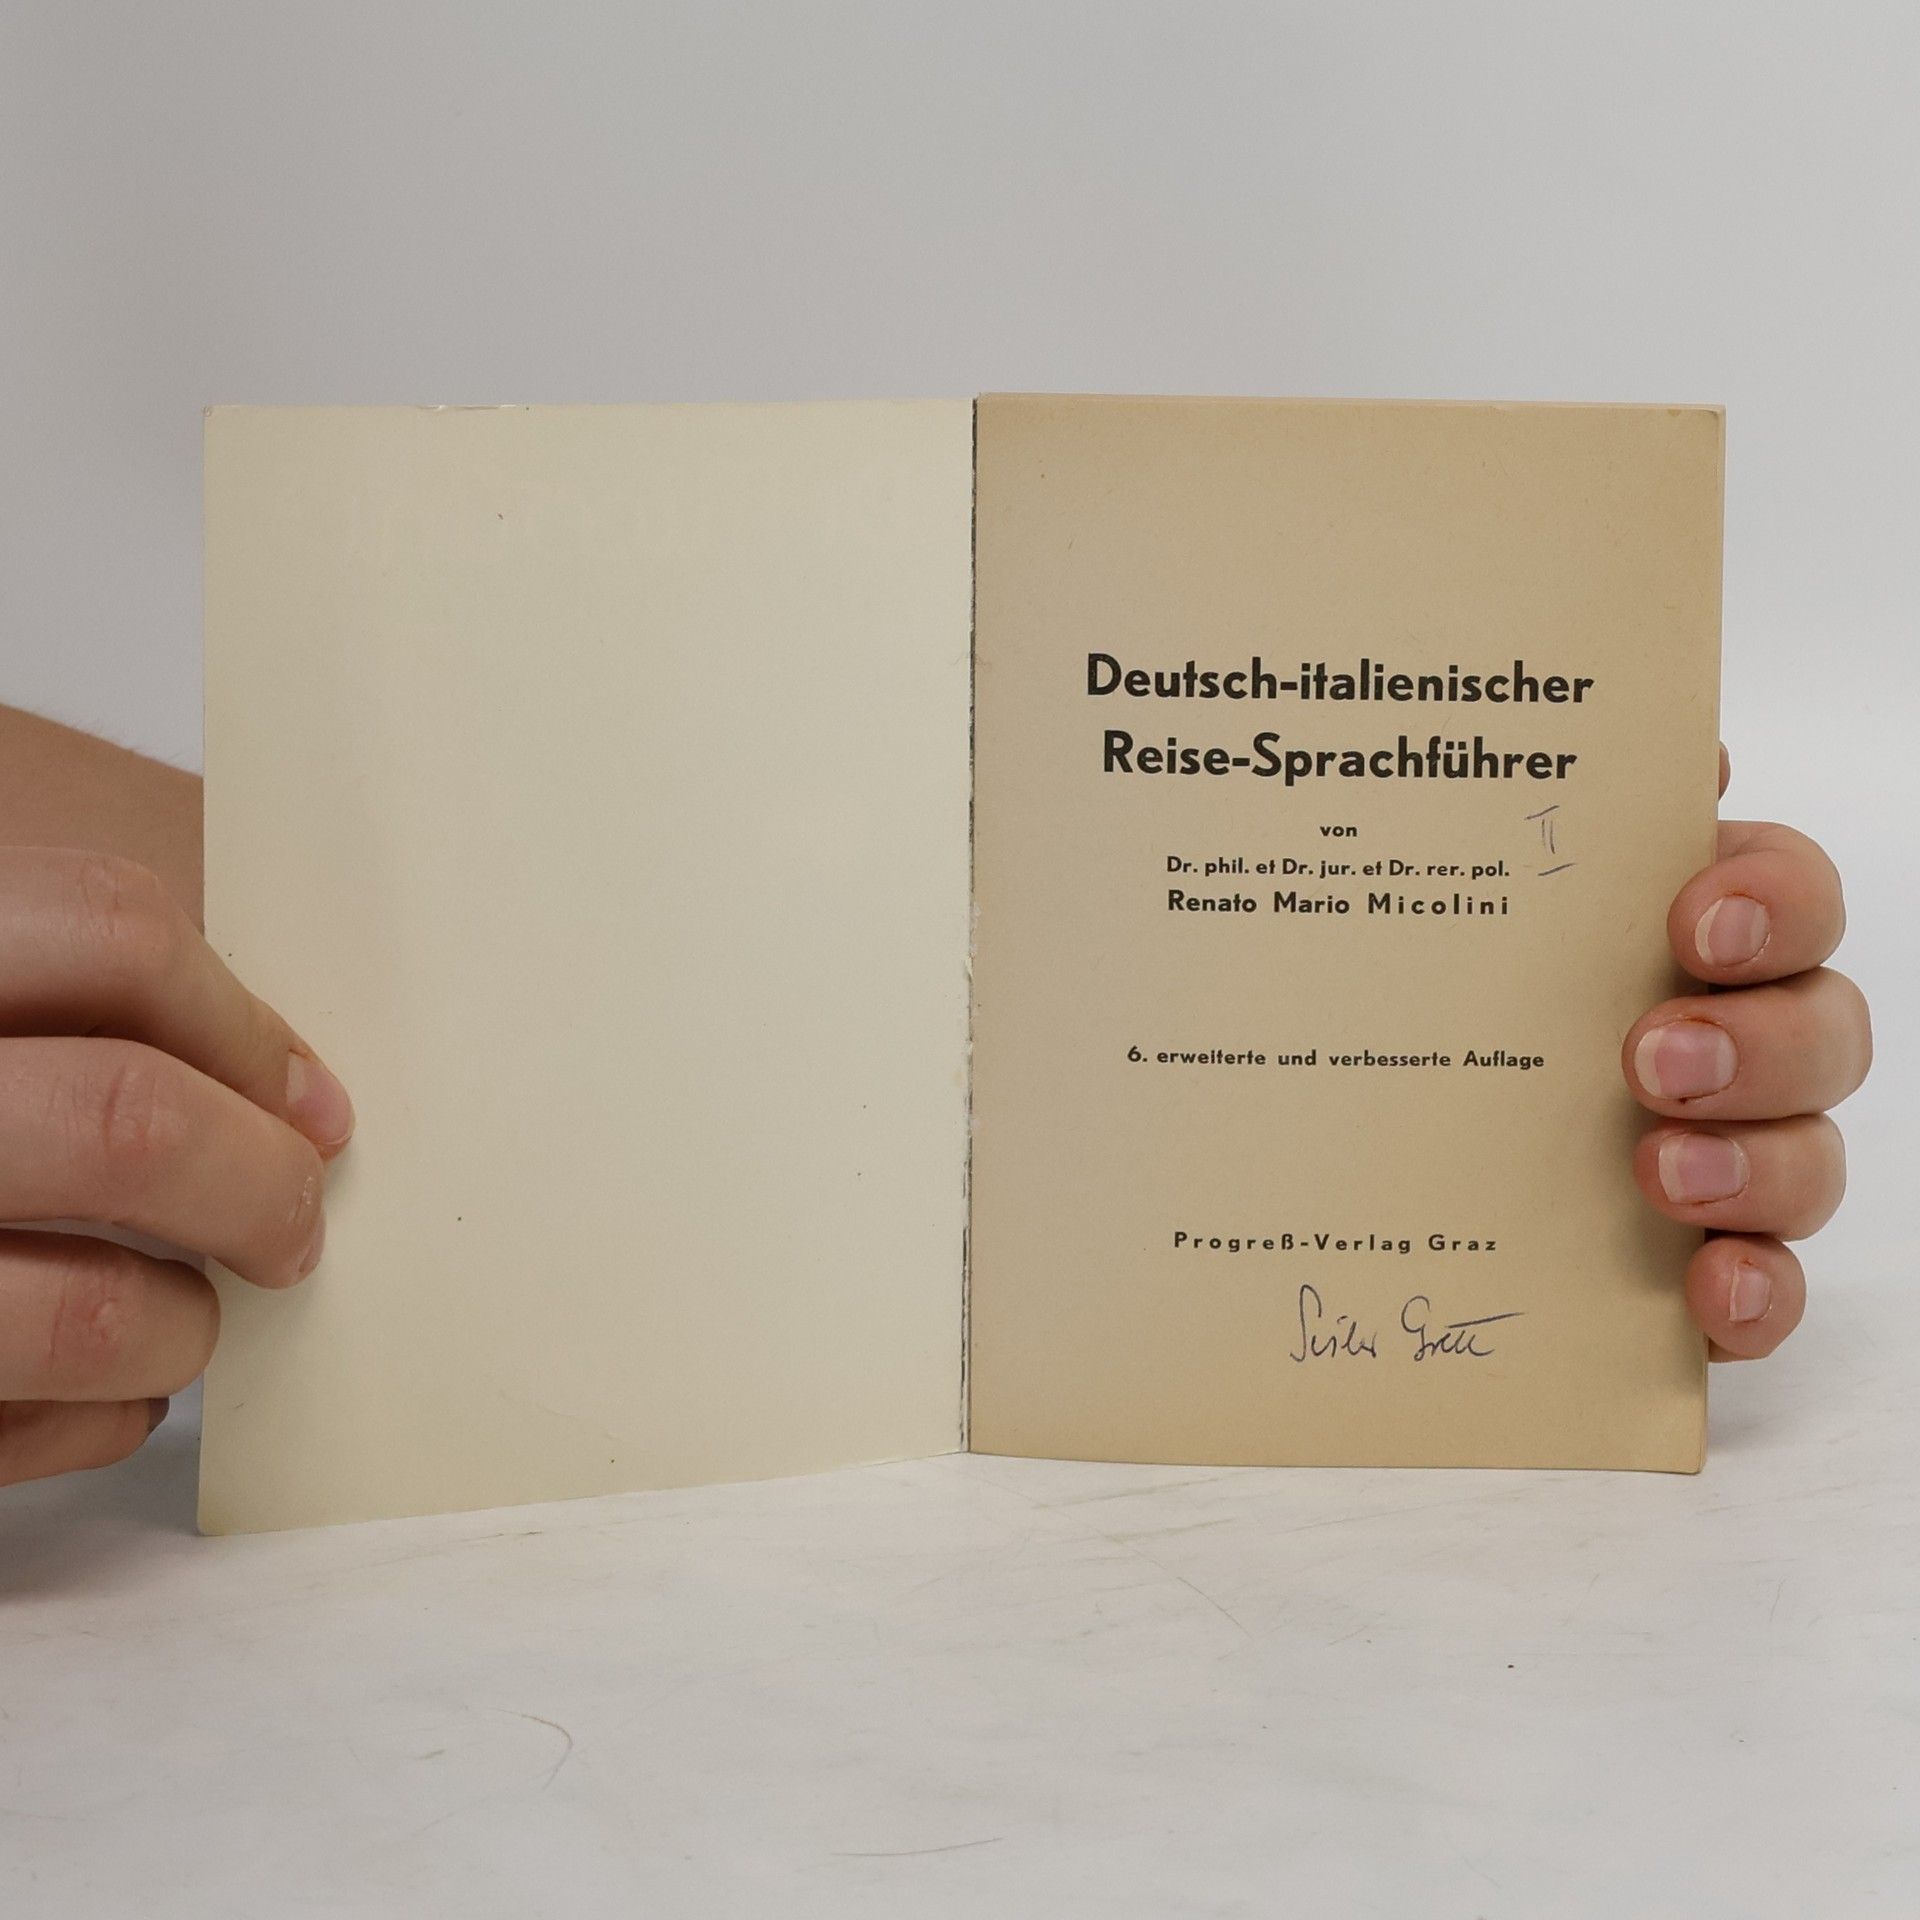 Deutsch-italienischer
Reise-Sprachführer
von
II
Dr. phil. et Dr. jur. et Dr. rer. pol.
Renato Mario Micolini
6. erweiterte und verbesserte Auflage
Progreß-Verlag Graz